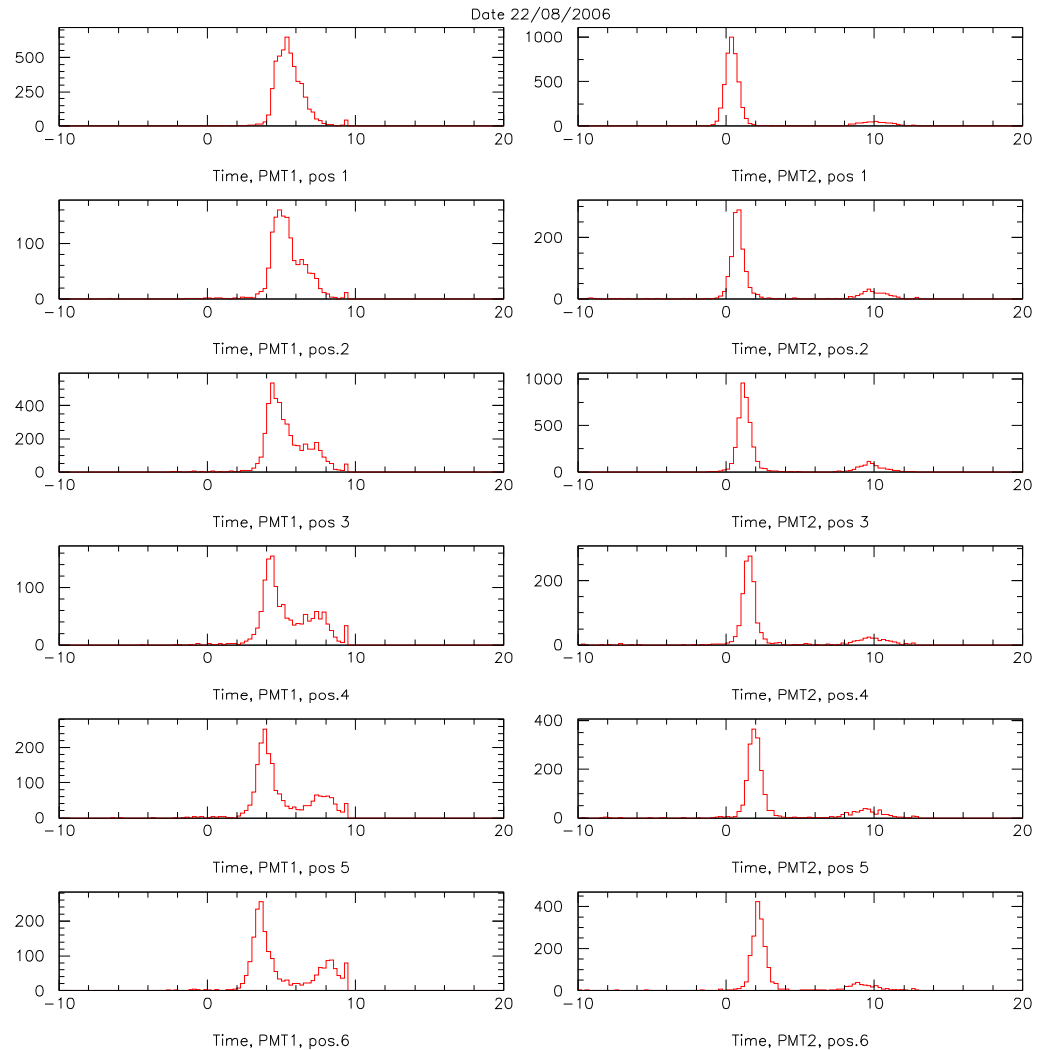 Date 22/08/2006
500
250
0
-10 0 10 20
Time, PMT1, pos 1
1000
500
0
-10 0 10 20
Time, PMT2, pos 1
100
0
-10 0 10 20
Time, PMT1, pos.2
200
0
-10 0 10 20
Time, PMT2, pos.2
400
200
0
-10 0 10 20
Time, PMT1, pos 3
1000
500
0
-10 0 10 20
Time, PMT2, pos 3
100
0
-10 0 10 20
Time, PMT1, pos.4
200
0
-10 0 10 20
Time, PMT2, pos.4
200
100
0
-10 0 10 20
Time, PMT1, pos 5
400
200
0
-10 0 10 20
Time, PMT2, pos 5
200
100
0
-10 0 10 20
Time, PMT1, pos.6
400
200
0
-10 0 10 20
Time, PMT2, pos.6